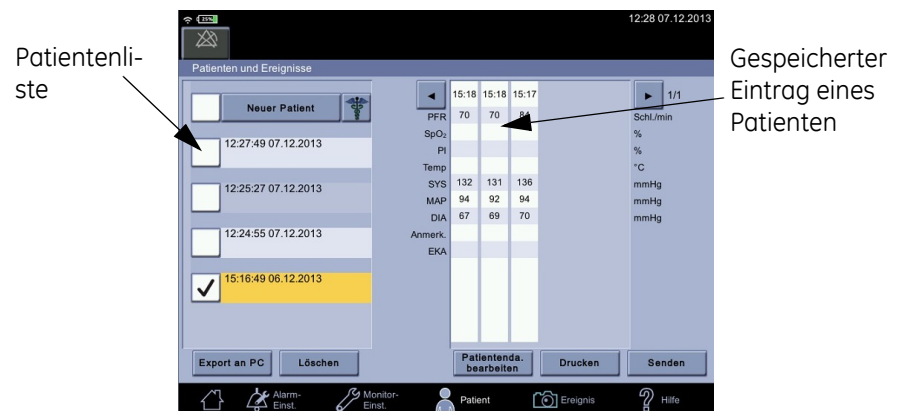 25%
12:28 07.12.2013
Patienten und Ereignisse
Patientenli-
ste
Gespeicherter
Eintrag eines
Patienten
Neuer Patient
12:27:49 07.12.2013
12:25:27 07.12.2013
12:24:55 07.12.2013
15:16:49 06.12.2013
15:18 15:18 15:17 1/1
PFR 70 70 84 Schl./min
SpO₂ %
PI %
Temp °C
SYS 132 131 136 mmHg
MAP 94 92 94 mmHg
DIA 67 69 70 mmHg
Anmerk.
EKA
Export an PC
Löschen
Patientenda.
bearbeiten
Drucken
Senden
Alarm-
Einst.
Monitor-
Einst.
Patient
Ereignis
Hilfe